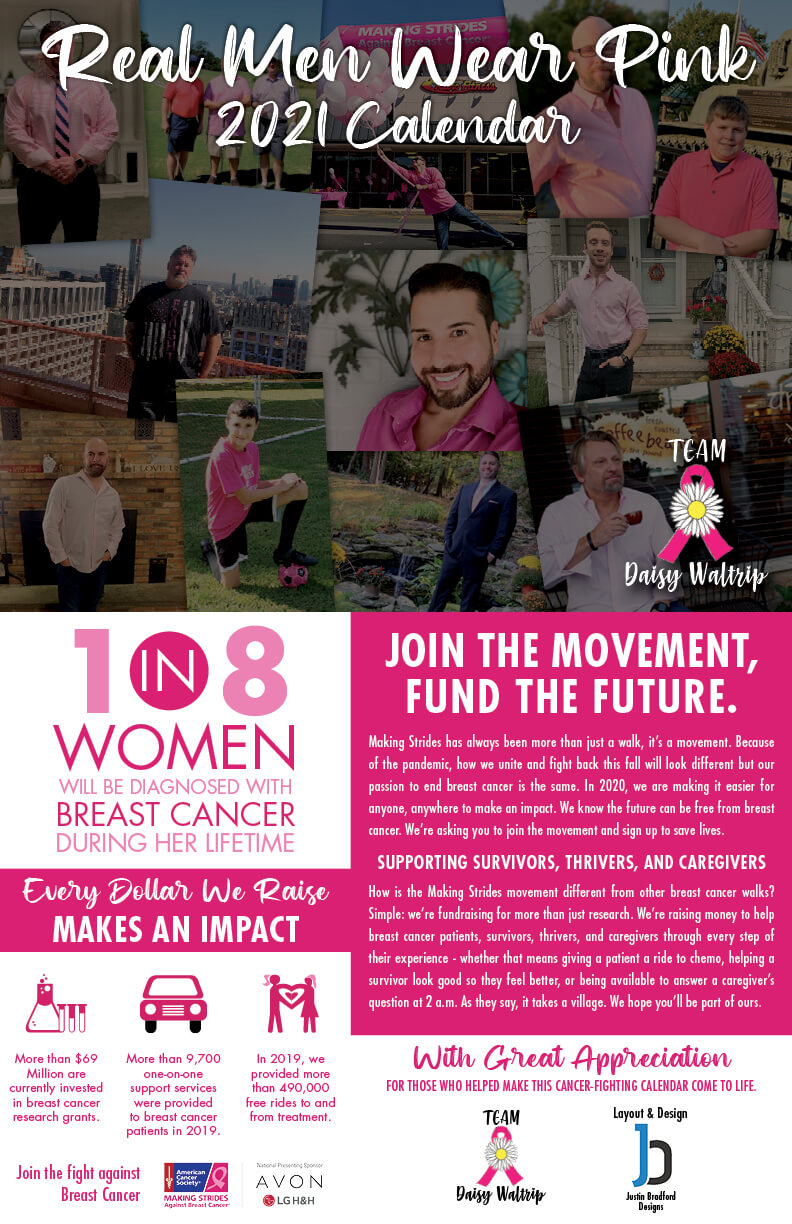 MAKING STRIDES
Against Breast Cancer
Real Men Wear Pink
2021 Calendar
I LOVE US
fresh
roasted
coffee bea
by the pound
TEAM
Daisy Waltrip
1 IN 8
WOMEN
WILL BE DIAGNOSED WITH
BREAST CANCER
DURING HER LIFETIME
Every Dollar We Raise
MAKES AN IMPACT
More than $69
Million are
currently invested
in breast cancer
research grants.
More than 9,700
one-on-one
support services
were provided
to breast cancer
patients in 2019.
In 2019, we
provided more
than 490,000
free rides to and
from treatment.
Join the fight against
Breast Cancer
American
Cancer
Society®
MAKING STRIDES
Against Breast Cancer®
National Presenting Sponsor
AVON
LG H&H
JOIN THE MOVEMENT,
FUND THE FUTURE.
Making Strides has always been more than just a walk, it's a movement. Because
of the pandemic, how we unite and fight back this fall will look different but our
passion to end breast cancer is the same. In 2020, we are making it easier for
anyone, anywhere to make an impact. We know the future can be free from breast
cancer. We're asking you to join the movement and sign up to save lives.
SUPPORTING SURVIVORS, THRIVERS, AND CAREGIVERS
How is the Making Strides movement different from other breast cancer walks?
Simple: we're fundraising for more than just research. We're raising money to help
breast cancer patients, survivors, thrivers, and caregivers through every step of
their experience - whether that means giving a patient a ride to chemo, helping a
survivor look good so they feel better, or being available to answer a caregiver's
question at 2 a.m. As they say, it takes a village. We hope you'll be part of ours.
With Great Appreciation
FOR THOSE WHO HELPED MAKE THIS CANCER-FIGHTING CALENDAR COME TO LIFE.
TEAM
Daisy Waltrip
Layout & Design
Justin Bradford
Designs